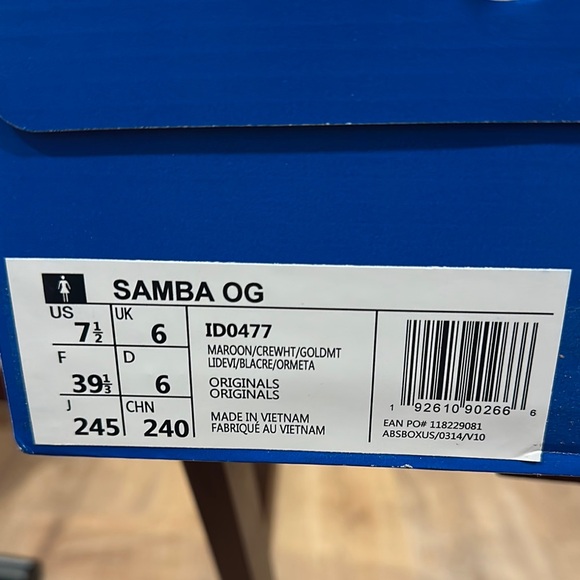 SAMBA OG
US 7½ UK 6
F 39⅓ D 6
J 245 CHN 240
ID0477
MAROON/CREWHT/GOLDMT
LIDEVI/BLACRE/ORMETA
ORIGINALS
ORIGINALS
MADE IN VIETNAM
FABRIQUÉ AU VIETNAM
1 92610 90266 6
EAN PO# 118229081
ABSBOXUS/0314/V10